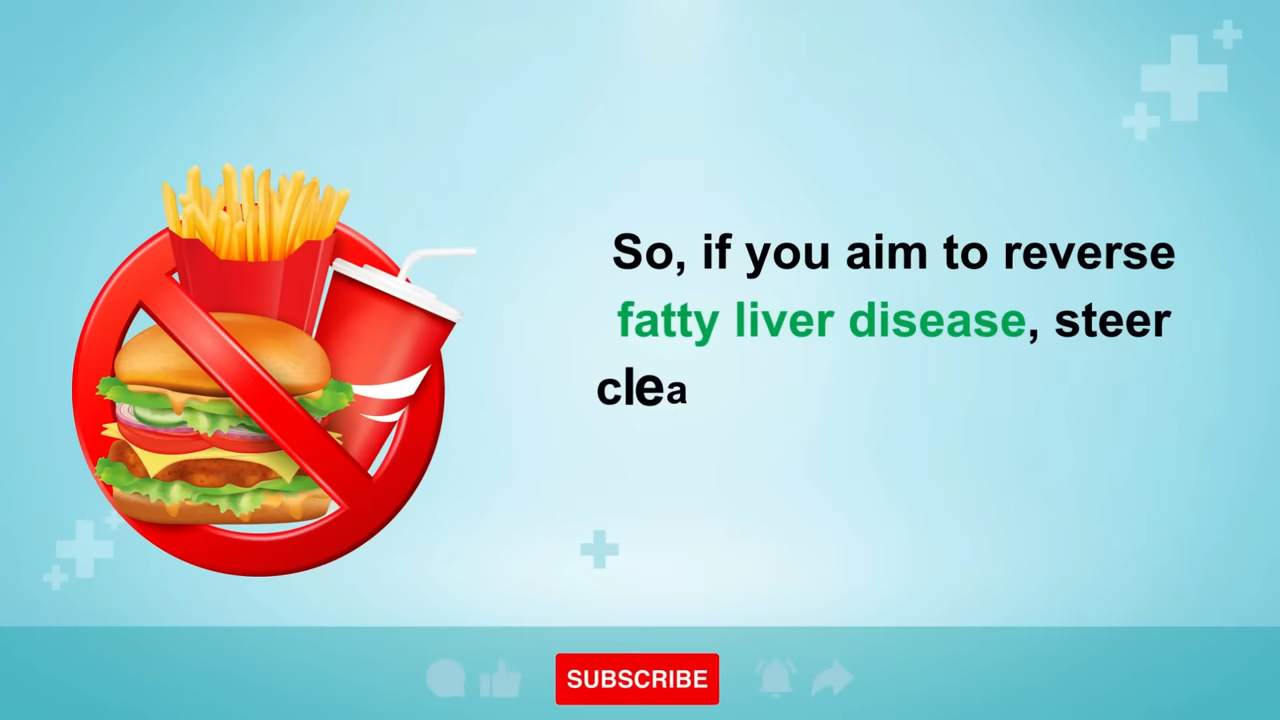 So, if you aim to reverse
fatty liver disease, steer
clea
SUBSCRIBE